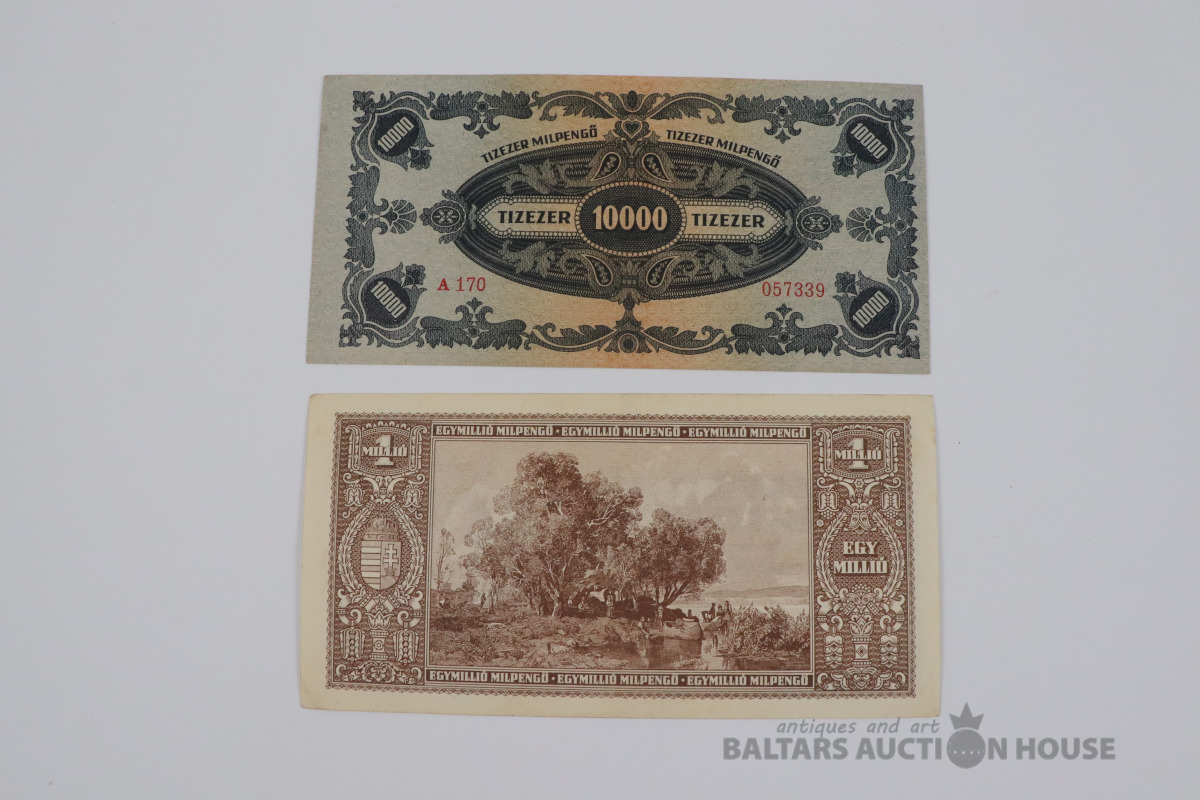 10000 10000
TIZEZER MILPENGŐ TIZEZER MILPENGŐ
TIZEZER 10000 TIZEZER
A 170 057339
10000 10000
EGYMILLIÓ MILPENGŐ • EGYMILLIÓ MILPENGŐ • EGYMILLIÓ MILPENGŐ
1 1
MILLIÓ MILLIÓ
EGY
MILLIÓ
EGYMILLIÓ MILPENGŐ • EGYMILLIÓ MILPENGŐ • EGYMILLIÓ MILPENGŐ
antiques and art
BALTARS AUCTION HOUSE